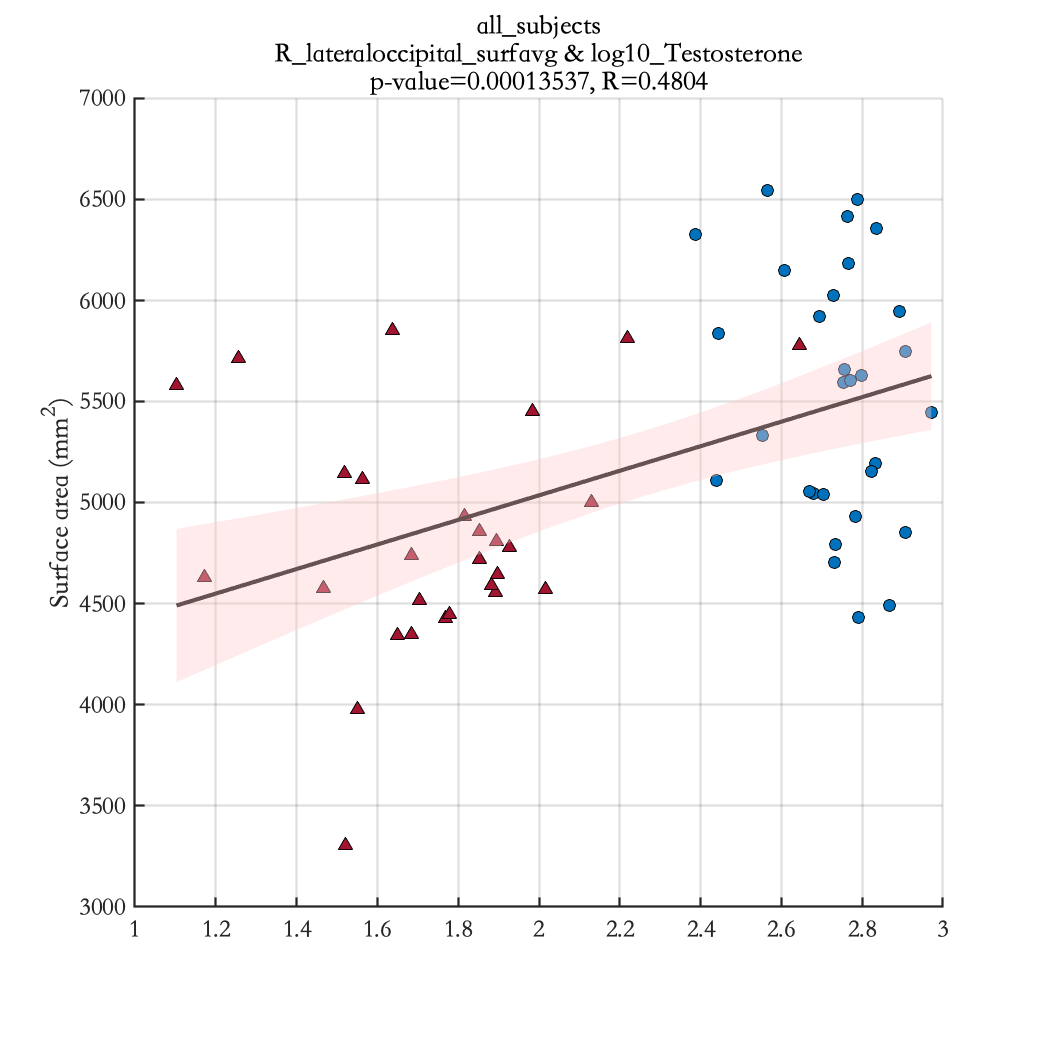 all_subjects
R_lateraloccipital_surfavg & log10_Testosterone
p-value=0.00013537, R=0.4804
7000
6500
6000
5500
5000
4500
4000
3500
3000
Surface area (mm²)
1 1.2 1.4 1.6 1.8 2 2.2 2.4 2.6 2.8 3